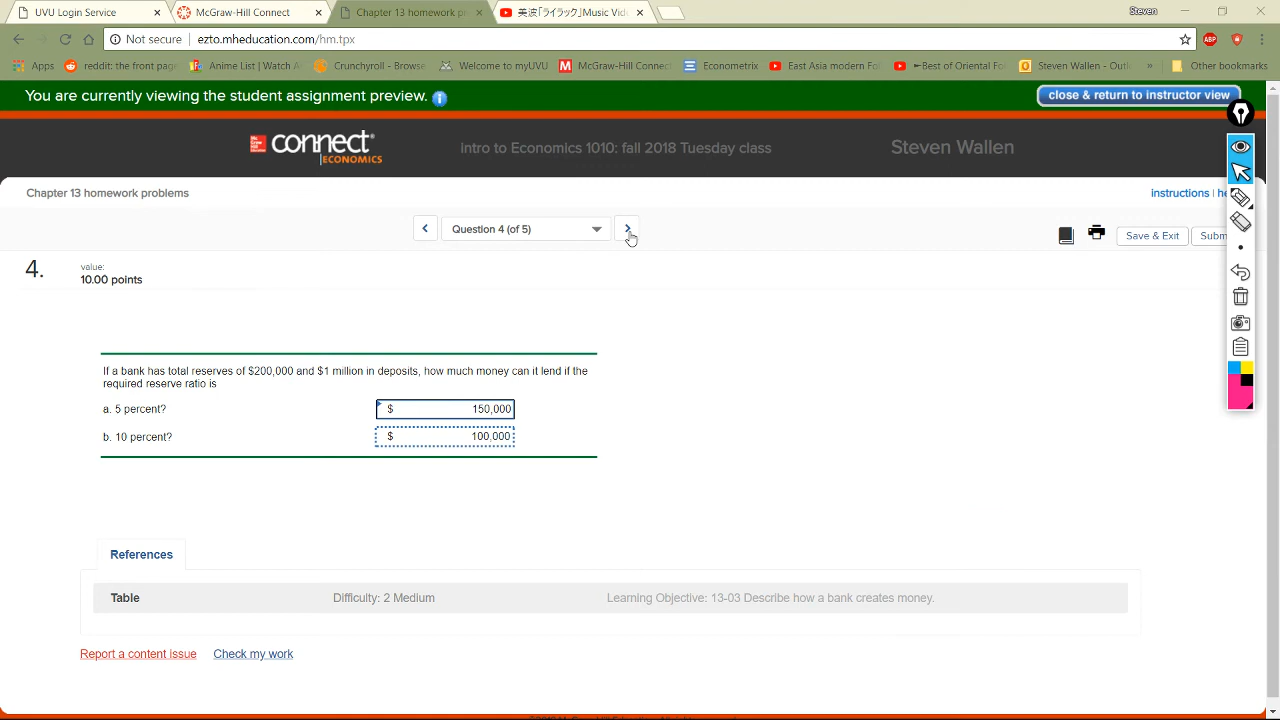 UVU Login Service
McGraw-Hill Connect
Chapter 13 homework pr
美波「ライラック」Music Vid
Steven
Not secure
ezto.mheducation.com/hm.tpx
ABP
Apps
reddit: the front page
Anime List | Watch A
Crunchyroll - Browse
Welcome to myUVU
McGraw-Hill Connec
Econometrix
East Asia modern Fo
►Best of Oriental Fo
Steven Wallen - Outl
»
Other bookmarks
You are currently viewing the student assignment preview.
close & return to instructor view
connect
ECONOMICS
Intro to Economics 1010: fall 2018 Tuesday class
Steven Wallen
Chapter 13 homework problems
instructions | he
Question 4 (of 5)
Save & Exit
Subm
4.
value:
10.00 points
If a bank has total reserves of $200,000 and $1 million in deposits, how much money can it lend if the
required reserve ratio is
a. 5 percent?
$ 150,000
b. 10 percent?
$ 100,000
References
Table
Difficulty: 2 Medium
Learning Objective: 13-03 Describe how a bank creates money.
Report a content issue
Check my work